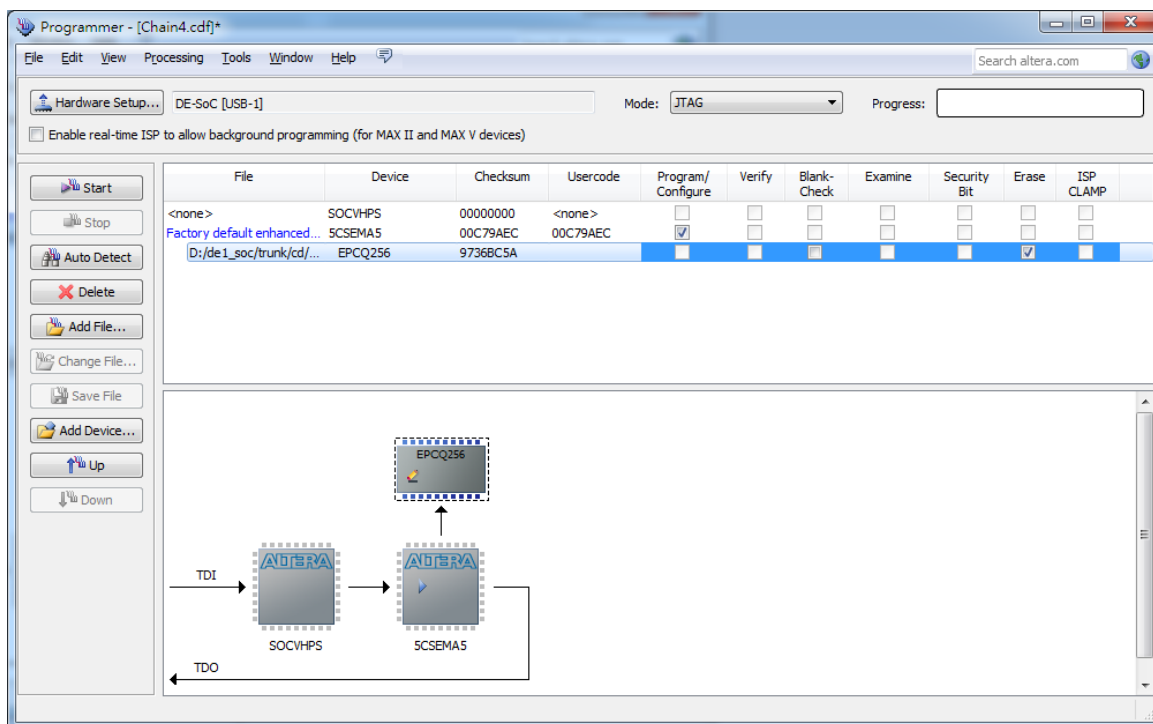 Programmer - [Chain4.cdf]*
File Edit View Processing Tools Window Help
Search altera.com
Hardware Setup... DE-SoC [USB-1] Mode: JTAG Progress:
Enable real-time ISP to allow background programming (for MAX II and MAX V devices)
Start
Stop
Auto Detect
Delete
Add File...
Change File...
Save File
Add Device...
Up
Down
File Device Checksum Usercode Program/ Configure Verify Blank- Check Examine Security Bit Erase ISP CLAMP
<none> SOCVHPS 00000000 <none>
Factory default enhanced... 5CSEMA5 00C79AEC 00C79AEC
D:/de1_soc/trunk/cd/... EPCQ256 9736BC5A
EPCQ256
ALTERA ALTERA
TDI
SOCVHPS 5CSEMA5
TDO